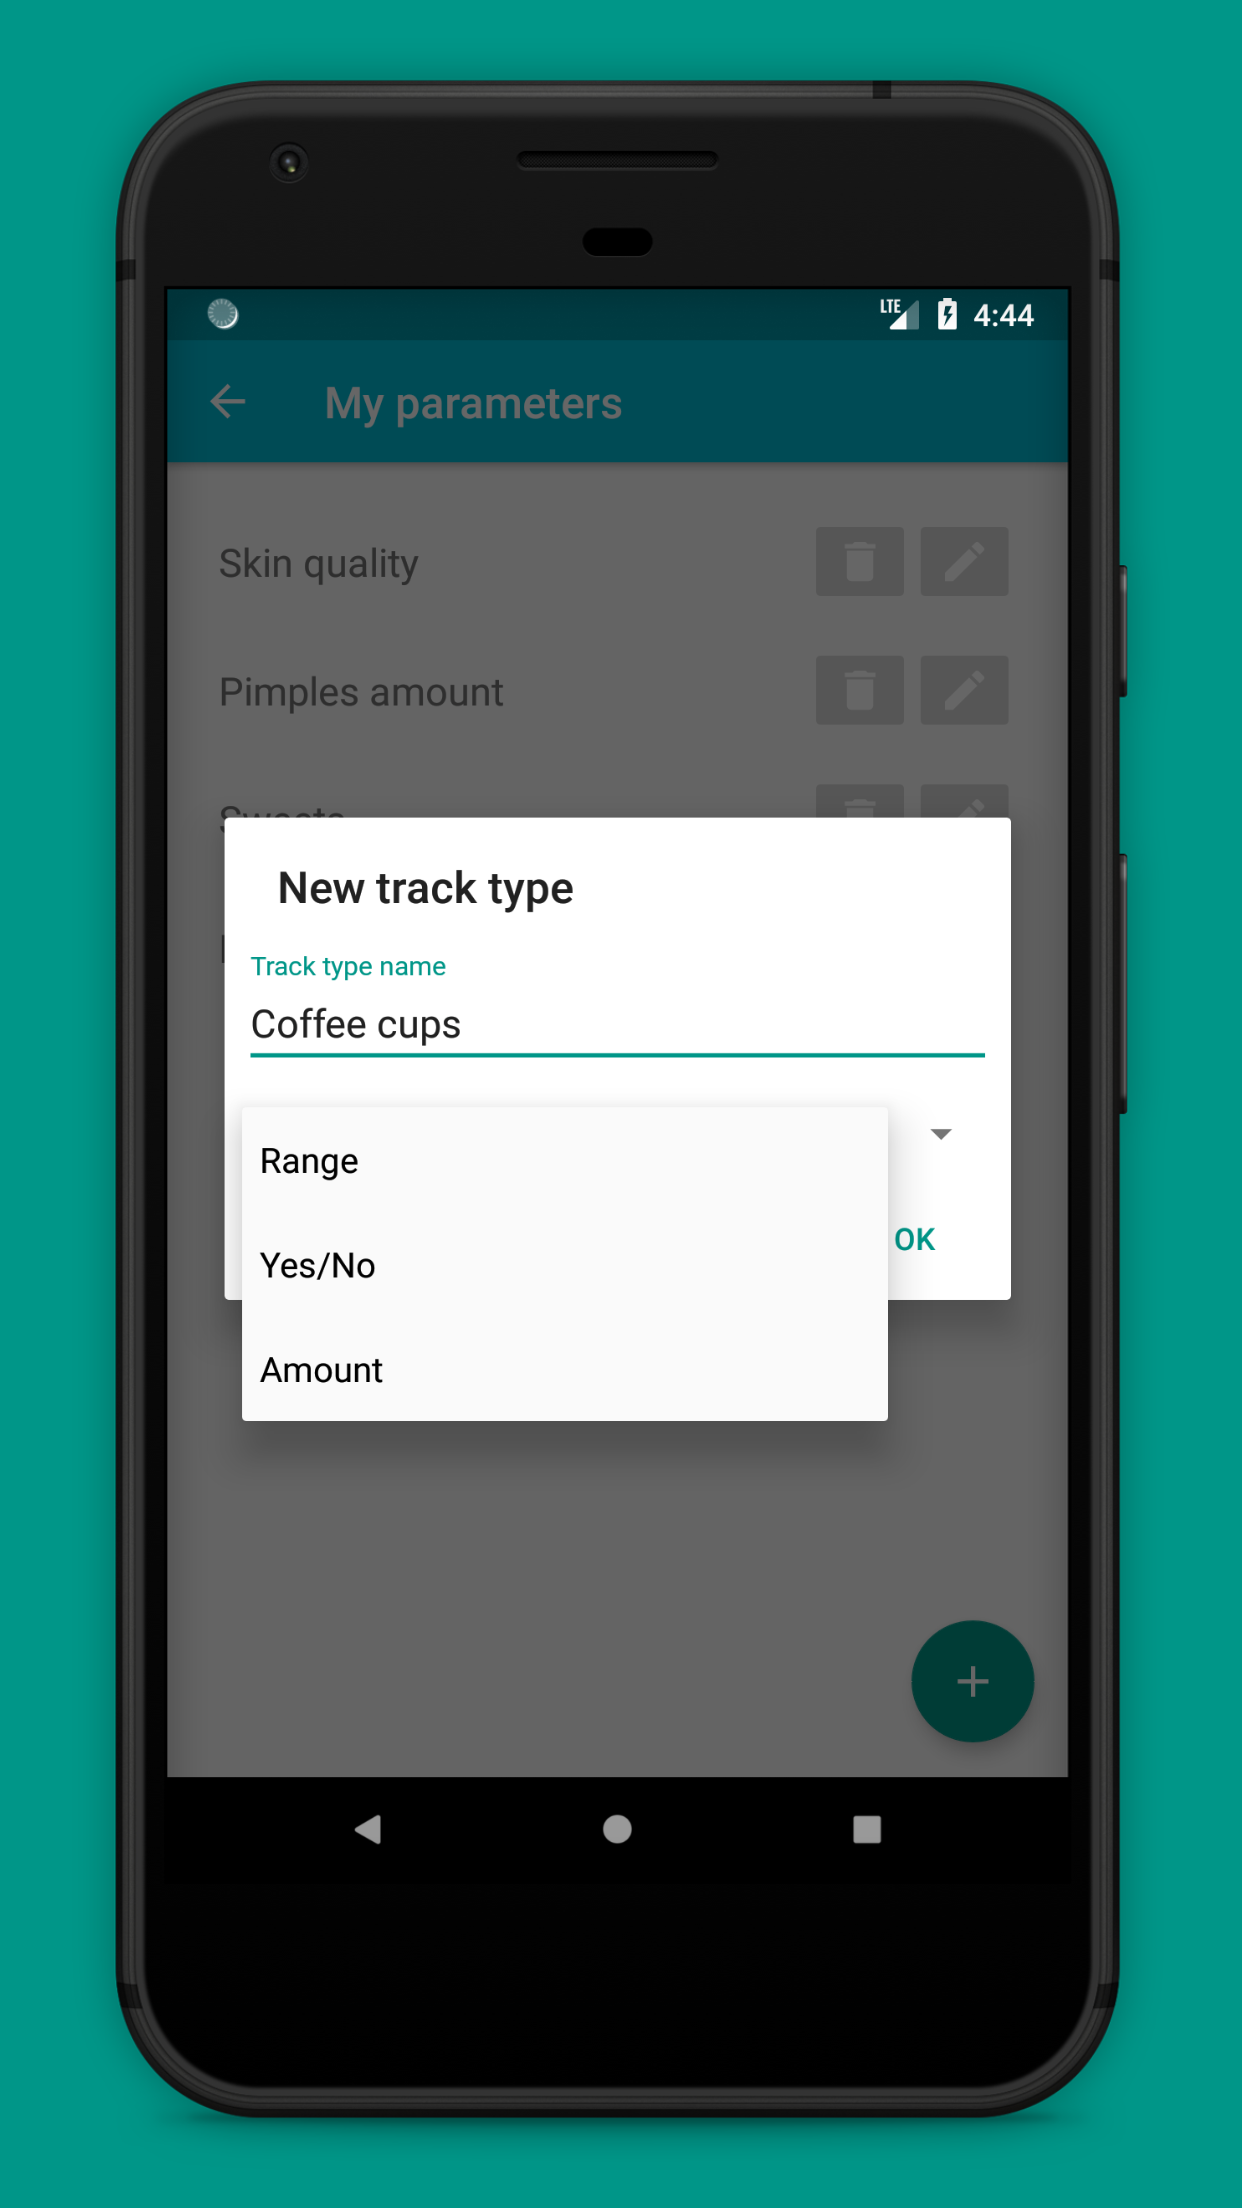 LTE 4:44
My parameters
Skin quality
Pimples amount
Sweets
New track type
Track type name
Coffee cups
Range
Yes/No
OK
Amount